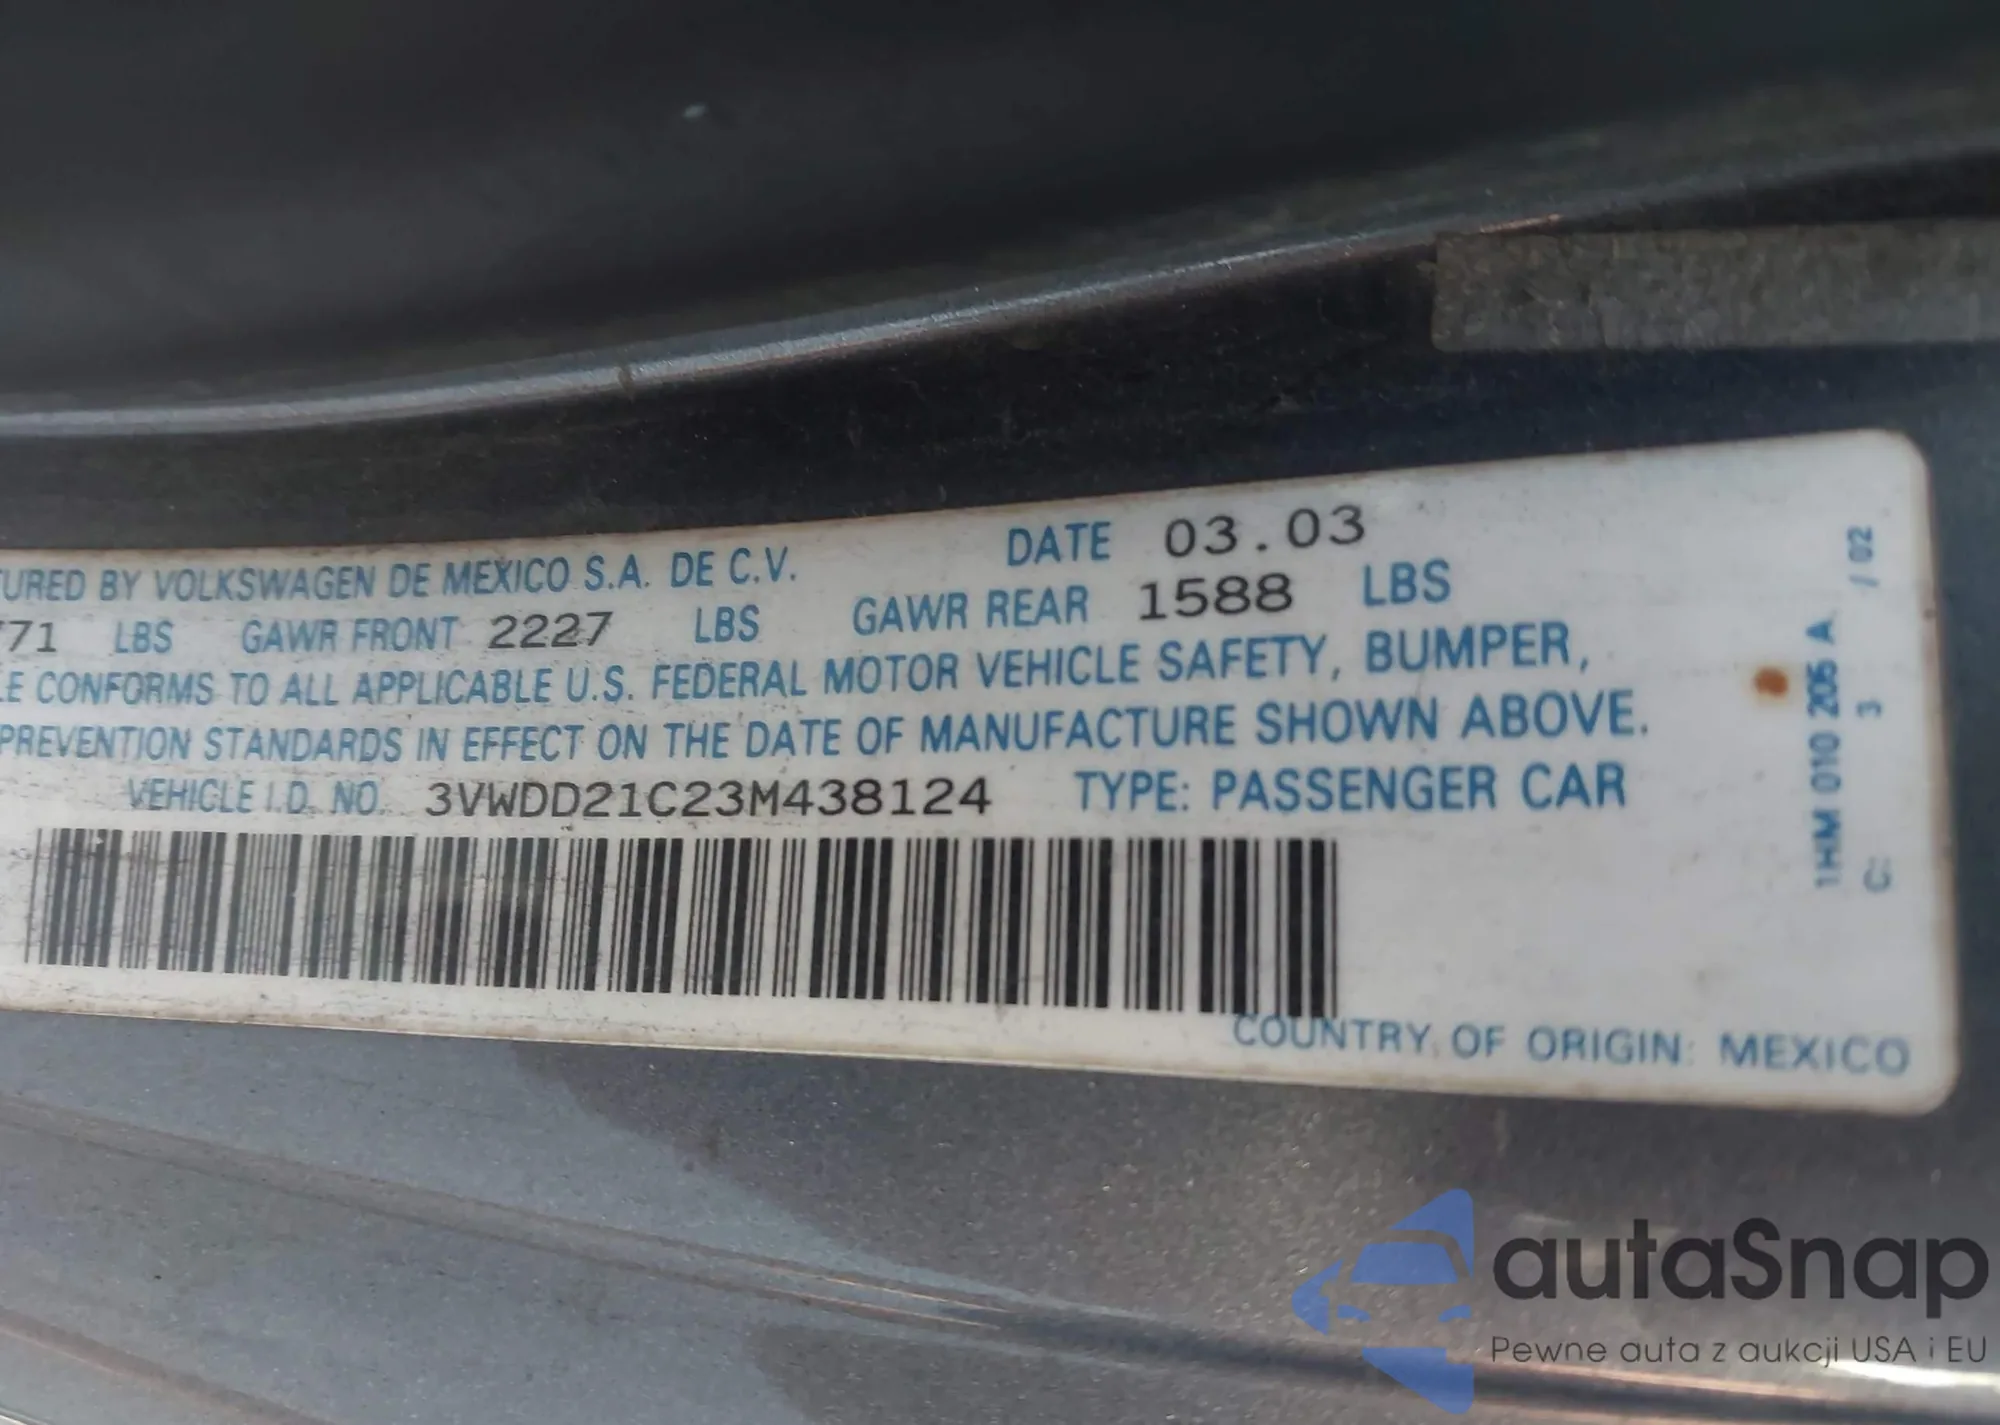 TURED BY VOLKSWAGEN DE MEXICO S.A. DE C.V. DATE 03.03
771 LBS GAWR FRONT 2227 LBS GAWR REAR 1588 LBS
LE CONFORMS TO ALL APPLICABLE U.S. FEDERAL MOTOR VEHICLE SAFETY, BUMPER,
PREVENTION STANDARDS IN EFFECT ON THE DATE OF MANUFACTURE SHOWN ABOVE.
VEHICLE I.D. NO. 3VWDD21C23M438124 TYPE: PASSENGER CAR
COUNTRY OF ORIGIN: MEXICO
1HM 010 205 A
C: 3 / 02
autaSnap
Pewne auta z aukcji USA i EU